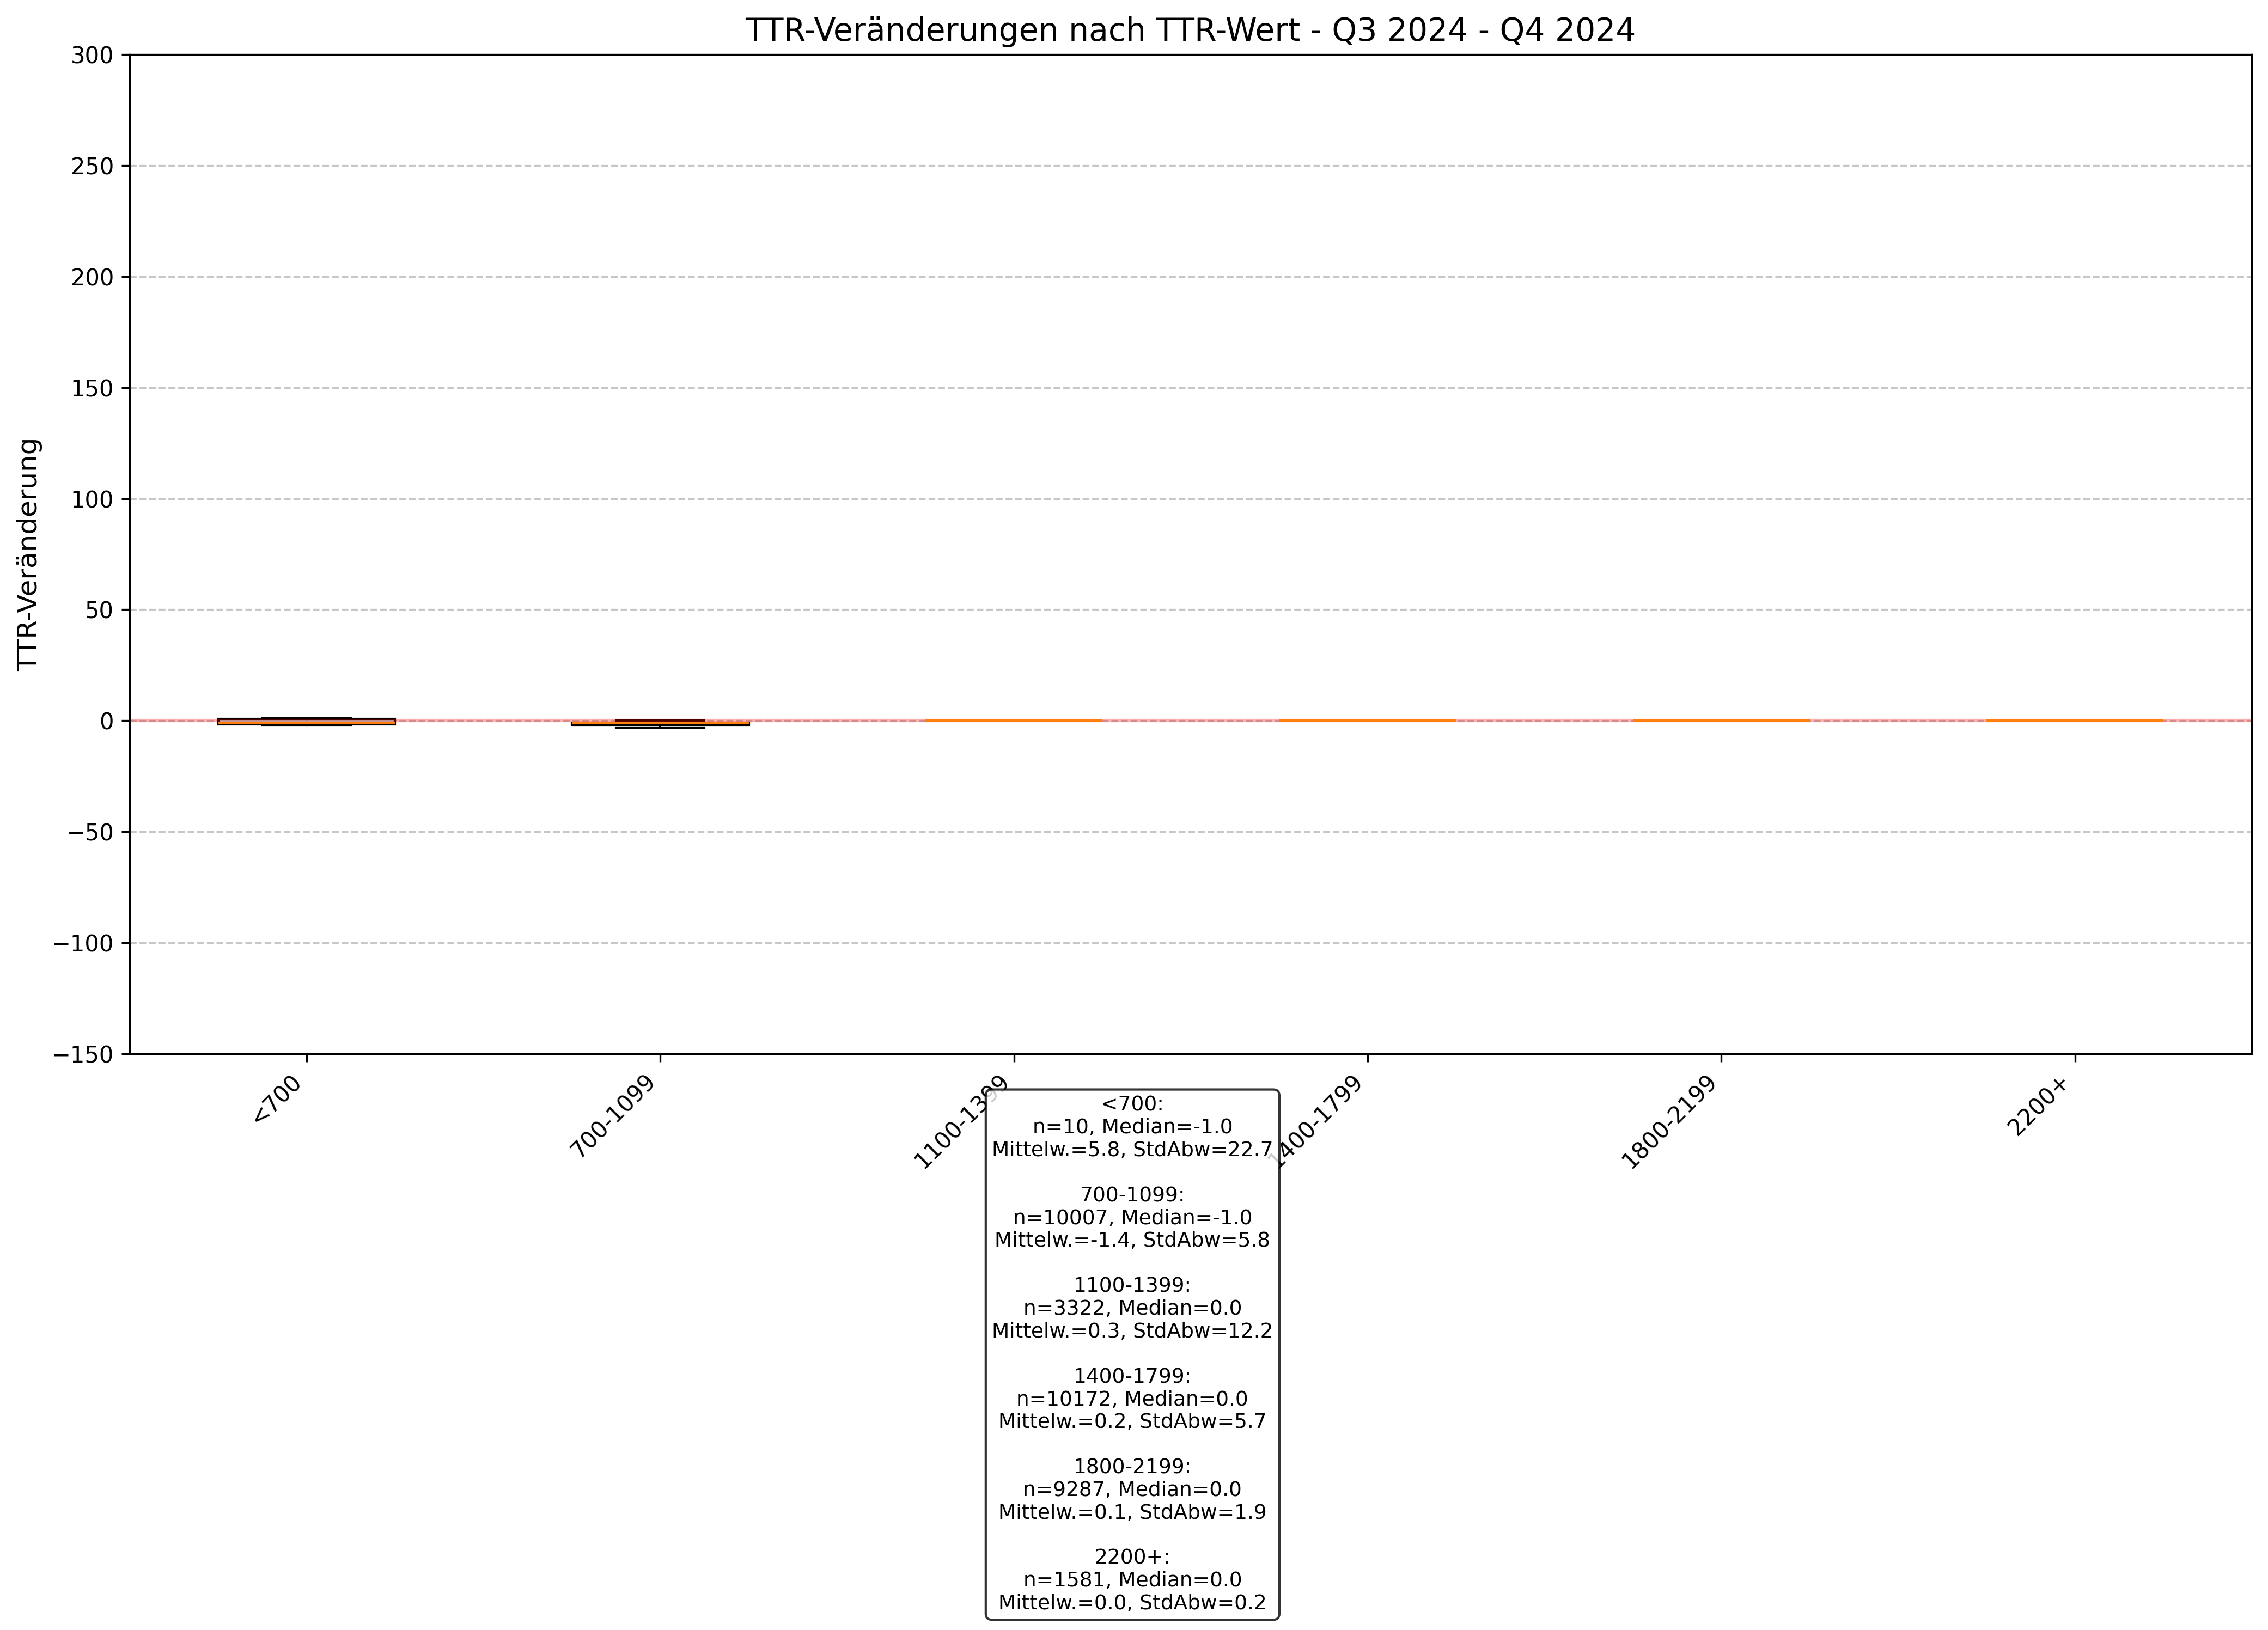 TTR-Veränderungen nach TTR-Wert - Q3 2024 - Q4 2024
TTR-Veränderung
300
250
200
150
100
50
0
−50
−100
−150
<700
700-1099
1100-1399
1400-1799
1800-2199
2200+
<700:
n=10, Median=-1.0
Mittelw.=5.8, StdAbw=22.7
700-1099:
n=10007, Median=-1.0
Mittelw.=-1.4, StdAbw=5.8
1100-1399:
n=3322, Median=0.0
Mittelw.=0.3, StdAbw=12.2
1400-1799:
n=10172, Median=0.0
Mittelw.=0.2, StdAbw=5.7
1800-2199:
n=9287, Median=0.0
Mittelw.=0.1, StdAbw=1.9
2200+:
n=1581, Median=0.0
Mittelw.=0.0, StdAbw=0.2